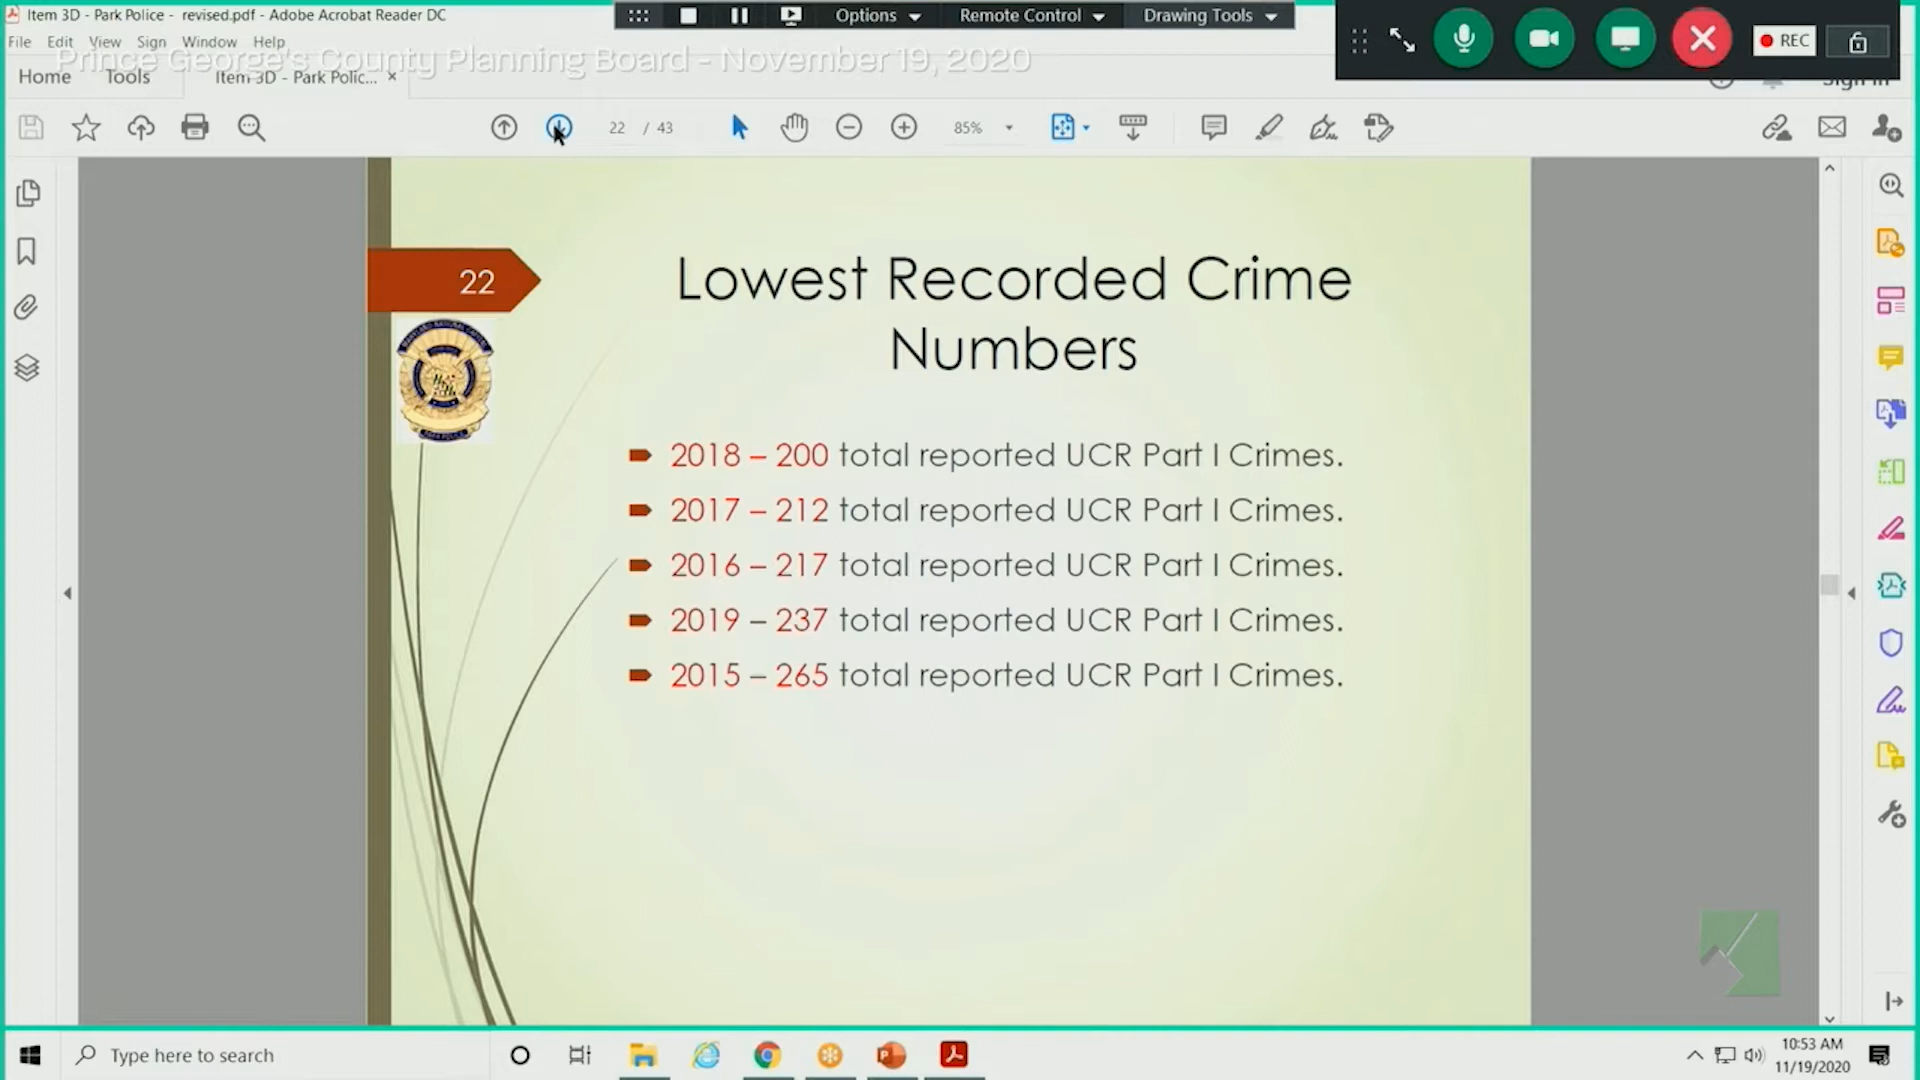 Item 3D - Park Police - revised.pdf - Adobe Acrobat Reader DC
Options
Remote Control
Drawing Tools
REC
File Edit View Sign Window Help
Prince George's County Planning Board - November 19, 2020
Home Tools Item 3D - Park Polic... ×
Sign In
22 / 43
85%
22
Lowest Recorded Crime
Numbers
2018 – 200 total reported UCR Part I Crimes.
2017 – 212 total reported UCR Part I Crimes.
2016 – 217 total reported UCR Part I Crimes.
2019 – 237 total reported UCR Part I Crimes.
2015 – 265 total reported UCR Part I Crimes.
PARK POLICE
Type here to search
10:53 AM
11/19/2020